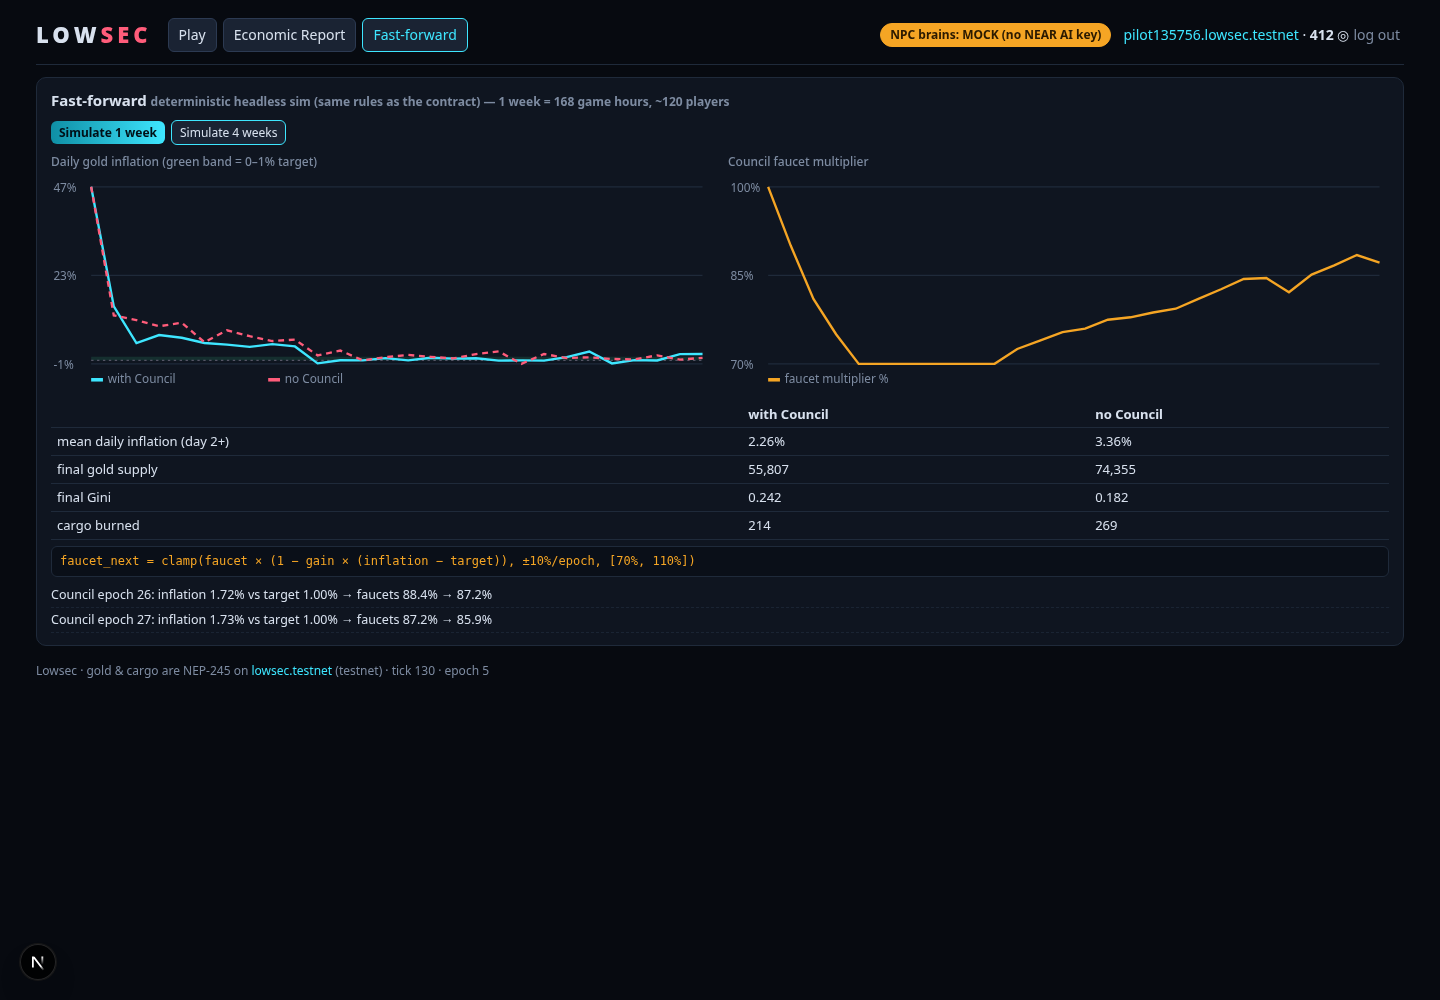 LOWSEC Play Economic Report Fast-forward NPC brains: MOCK (no NEAR AI key) pilot135756.lowsec.testnet · 412 ◎ log out
Fast-forward deterministic headless sim (same rules as the contract) — 1 week = 168 game hours, ~120 players
Simulate 1 week Simulate 4 weeks
Daily gold inflation (green band = 0–1% target)
47%
23%
-1%
with Council no Council
Council faucet multiplier
100%
85%
70%
faucet multiplier %
with Council no Council
mean daily inflation (day 2+) 2.26% 3.36%
final gold supply 55,807 74,355
final Gini 0.242 0.182
cargo burned 214 269
faucet_next = clamp(faucet × (1 − gain × (inflation − target)), ±10%/epoch, [70%, 110%])
Council epoch 26: inflation 1.72% vs target 1.00% → faucets 88.4% → 87.2%
Council epoch 27: inflation 1.73% vs target 1.00% → faucets 87.2% → 85.9%
Lowsec · gold & cargo are NEP-245 on lowsec.testnet (testnet) · tick 130 · epoch 5
N